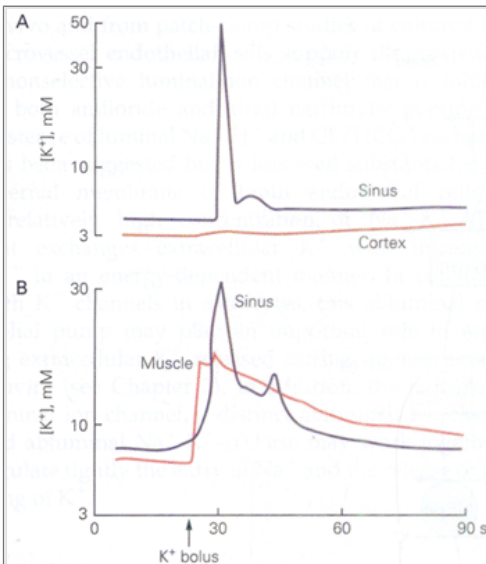 A
50
30
[K⁺], mM
10
Sinus
3
Cortex
B
30
Sinus
Muscle
[K⁺], mM
10
3
0
30
60
90 s
K⁺ bolus